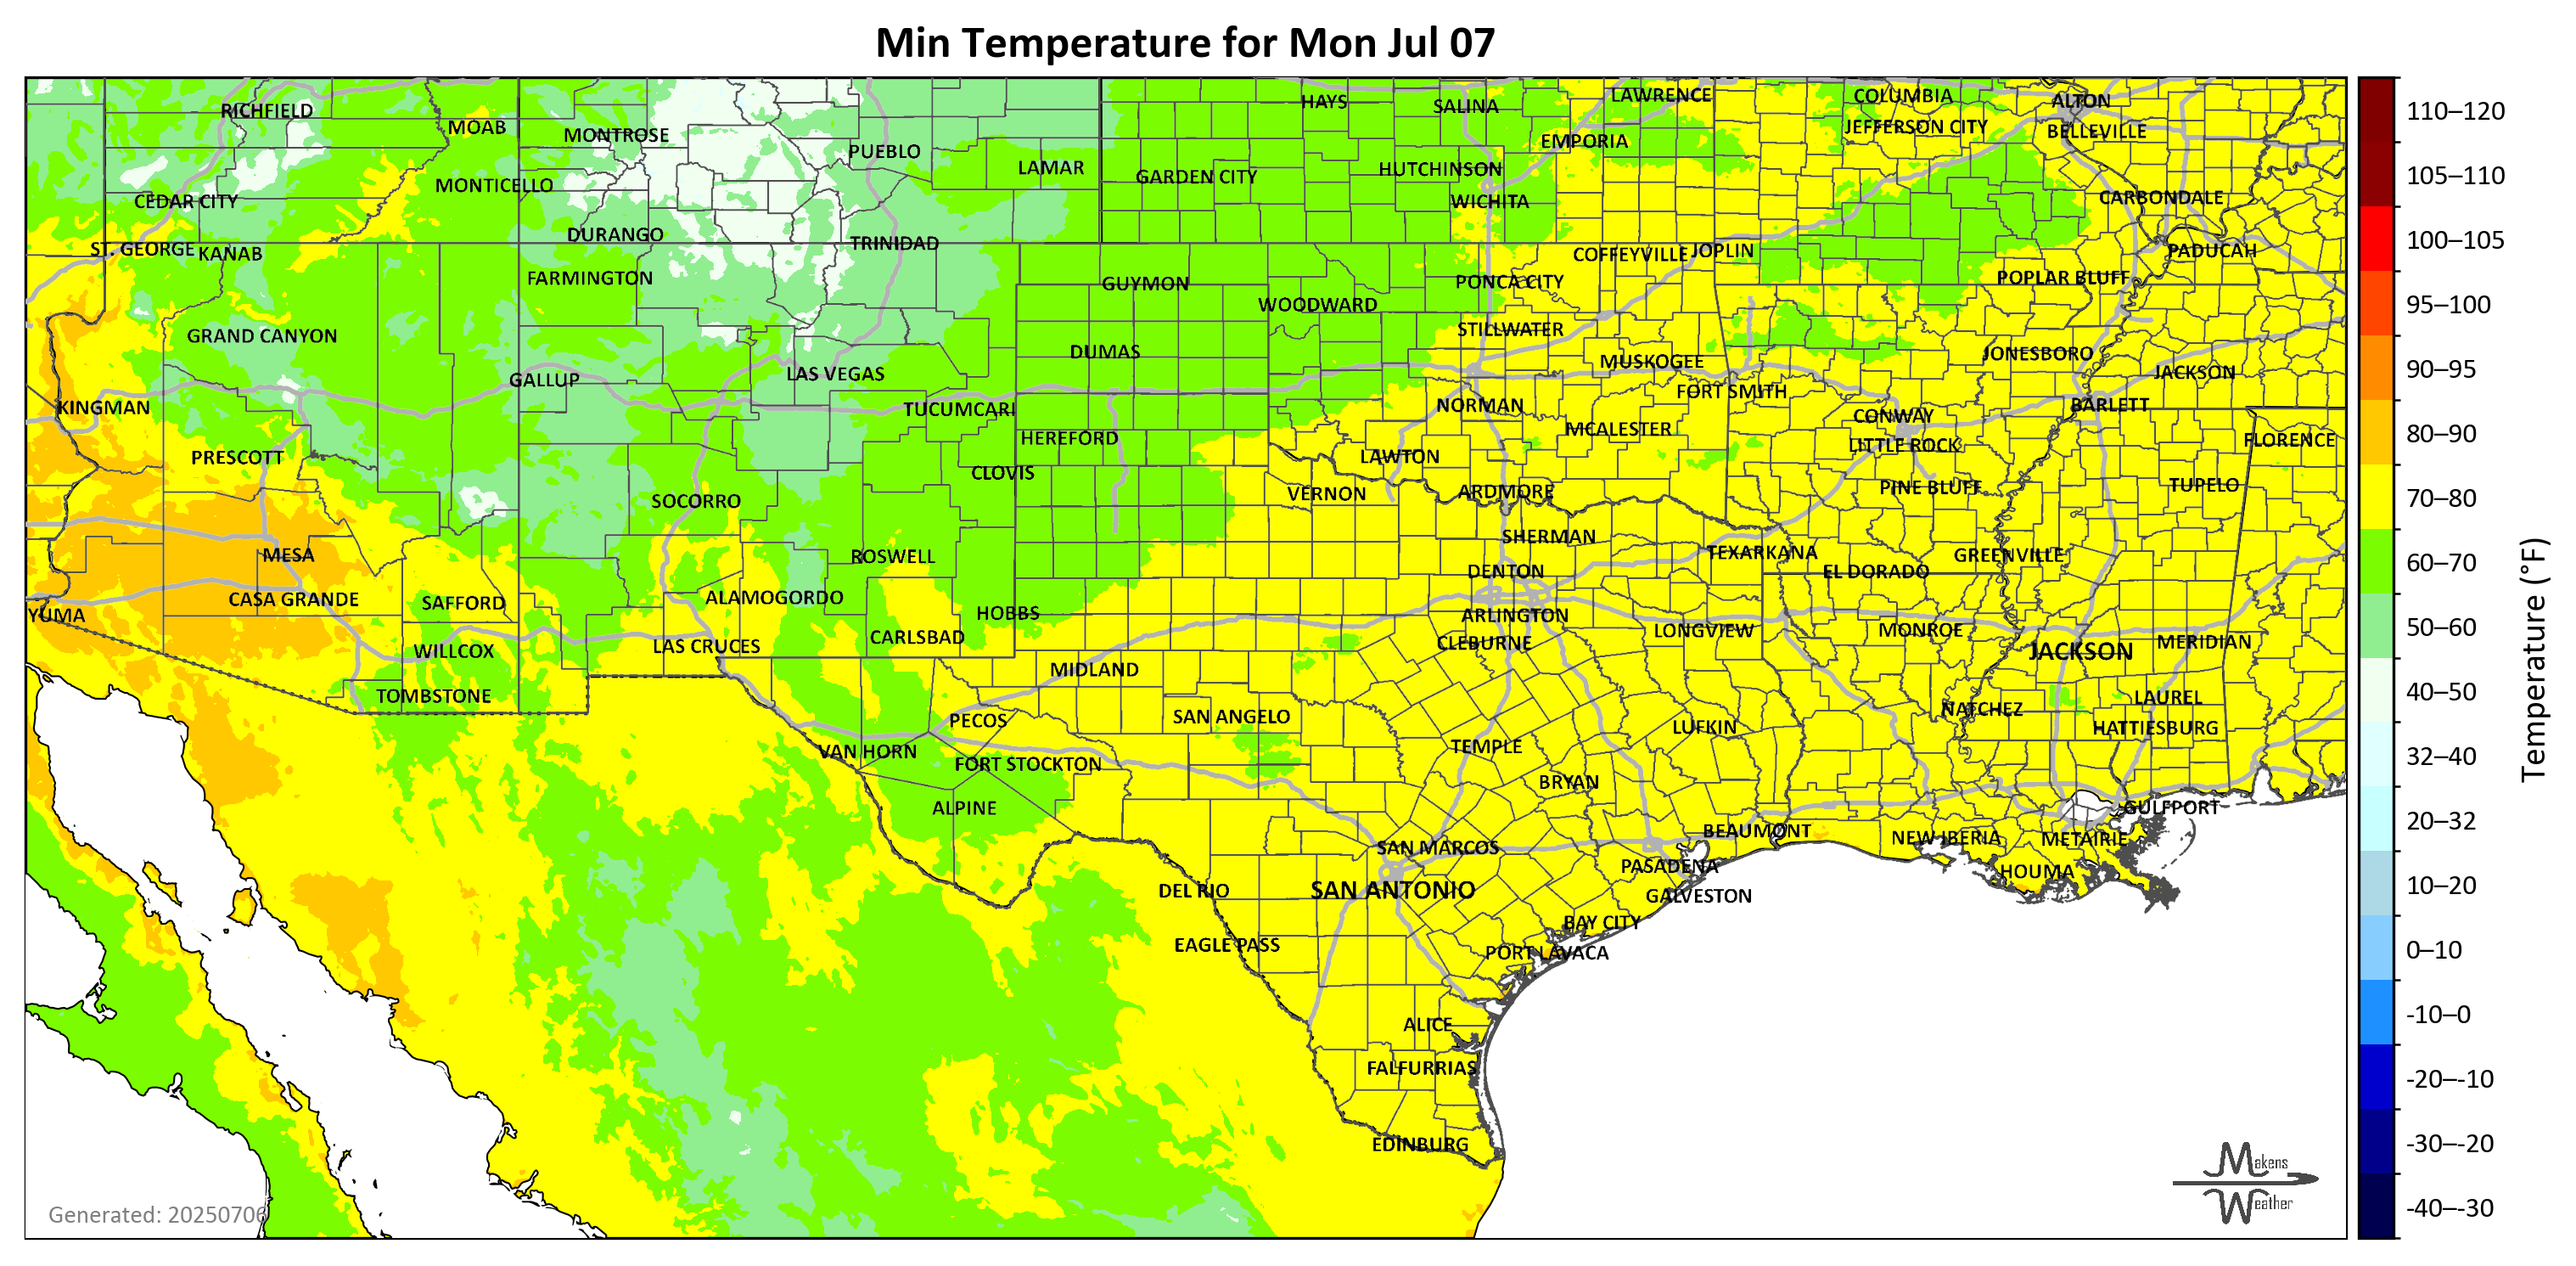 Min Temperature for Mon Jul 07
RICHFIELD
MOAB
MONTROSE
PUEBLO
LAMAR
HAYS
SALINA
LAWRENCE
COLUMBIA
ALTON
EMPORIA
JEFFERSON CITY
BELLEVILLE
MONTICELLO
GARDEN CITY
HUTCHINSON
CEDAR CITY
WICHITA
CARBONDALE
ST. GEORGE
KANAB
DURANGO
TRINIDAD
COFFEYVILLE
JOPLIN
PADUCAH
FARMINGTON
GUYMON
PONCA CITY
POPLAR BLUFF
WOODWARD
GRAND CANYON
STILLWATER
DUMAS
MUSKOGEE
JONESBORO
GALLUP
LAS VEGAS
FORT SMITH
JACKSON
KINGMAN
TUCUMCARI
NORMAN
CONWAY
BARLETT
HEREFORD
MCALESTER
LITTLE ROCK
FLORENCE
PRESCOTT
CLOVIS
LAWTON
SOCORRO
VERNON
ARDMORE
PINE BLUFF
TUPELO
MESA
ROSWELL
SHERMAN
TEXARKANA
GREENVILLE
CASA GRANDE
SAFFORD
ALAMOGORDO
DENTON
EL DORADO
YUMA
HOBBS
ARLINGTON
WILLCOX
LAS CRUCES
CARLSBAD
CLEBURNE
LONGVIEW
MONROE
JACKSON
MERIDIAN
TOMBSTONE
MIDLAND
LAUREL
PECOS
SAN ANGELO
NATCHEZ
VAN HORN
FORT STOCKTON
TEMPLE
LUFKIN
HATTIESBURG
ALPINE
BRYAN
GULFPORT
SAN MARCOS
BEAUMONT
NEW IBERIA
METAIRIE
DEL RIO
SAN ANTONIO
PASADENA
HOUMA
GALVESTON
EAGLE PASS
BAY CITY
PORT LAVACA
ALICE
FALFURRIAS
EDINBURG
Generated: 20250706
Makens
Weather
110–120
105–110
100–105
95–100
90–95
80–90
70–80
60–70
50–60
40–50
32–40
20–32
10–20
0–10
-10–0
-20–-10
-30–-20
-40–-30
Temperature (°F)